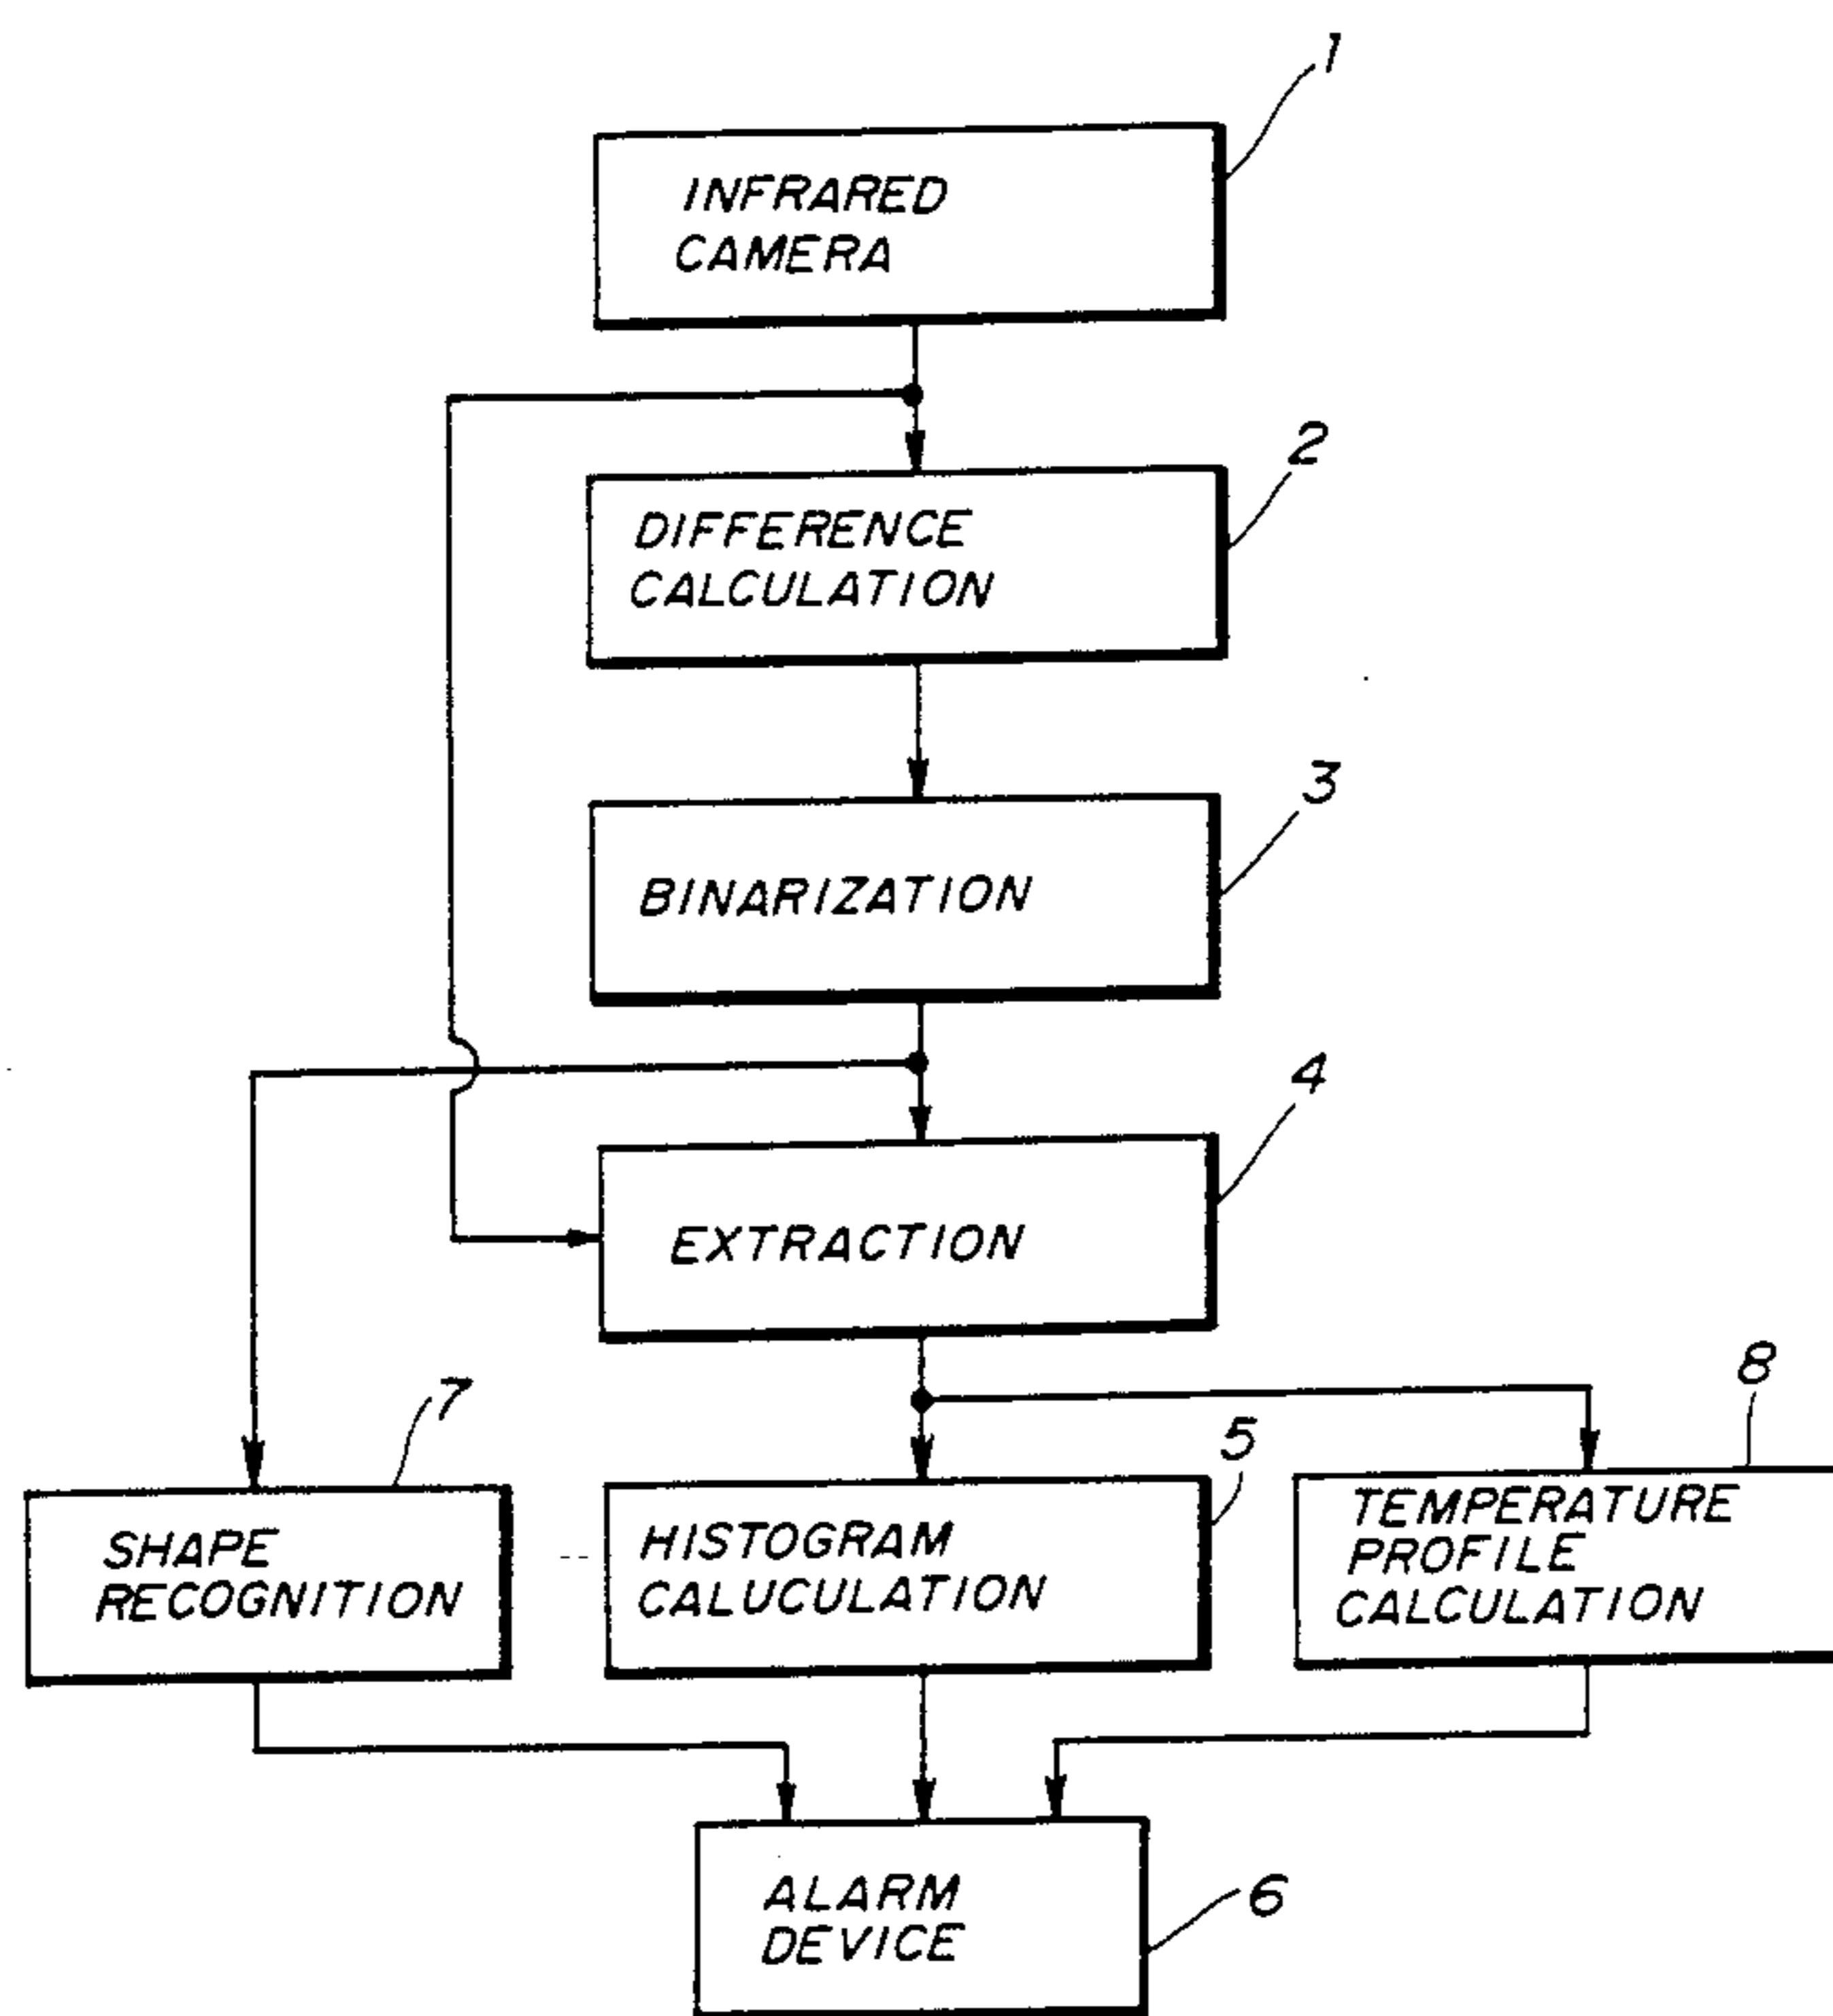 1
INFRARED
CAMERA
2
DIFFERENCE
CALCULATION
3
BINARIZATION
4
EXTRACTION
7
SHAPE
RECOGNITION
5
HISTOGRAM
CALUCULATION
8
TEMPERATURE
PROFILE
CALCULATION
6
ALARM
DEVICE